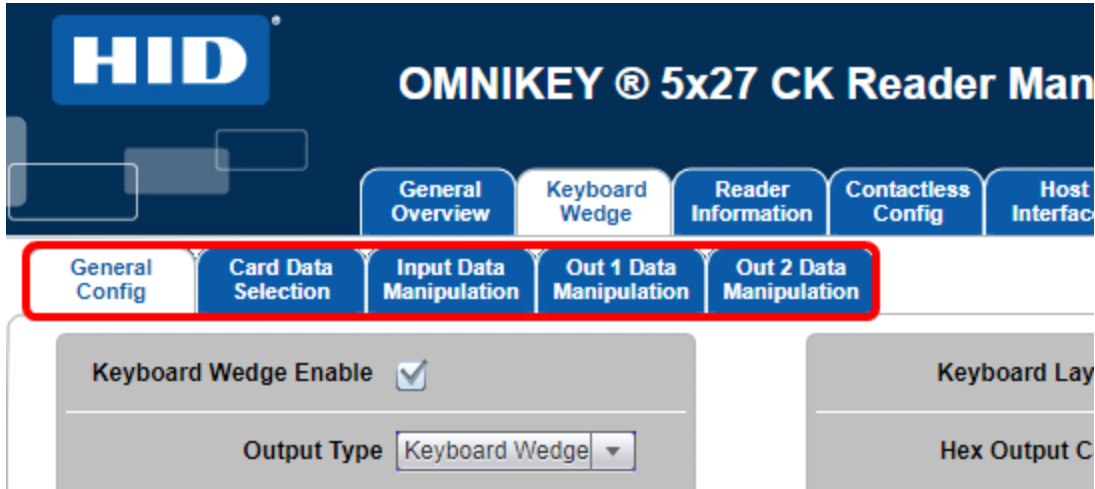 HID®
OMNIKEY ® 5x27 CK Reader Man
General
Overview
Keyboard
Wedge
Reader
Information
Contactless
Config
Host
Interfac
General
Config
Card Data
Selection
Input Data
Manipulation
Out 1 Data
Manipulation
Out 2 Data
Manipulation
Keyboard Wedge Enable
Keyboard Lay
Output Type Keyboard Wedge
Hex Output C